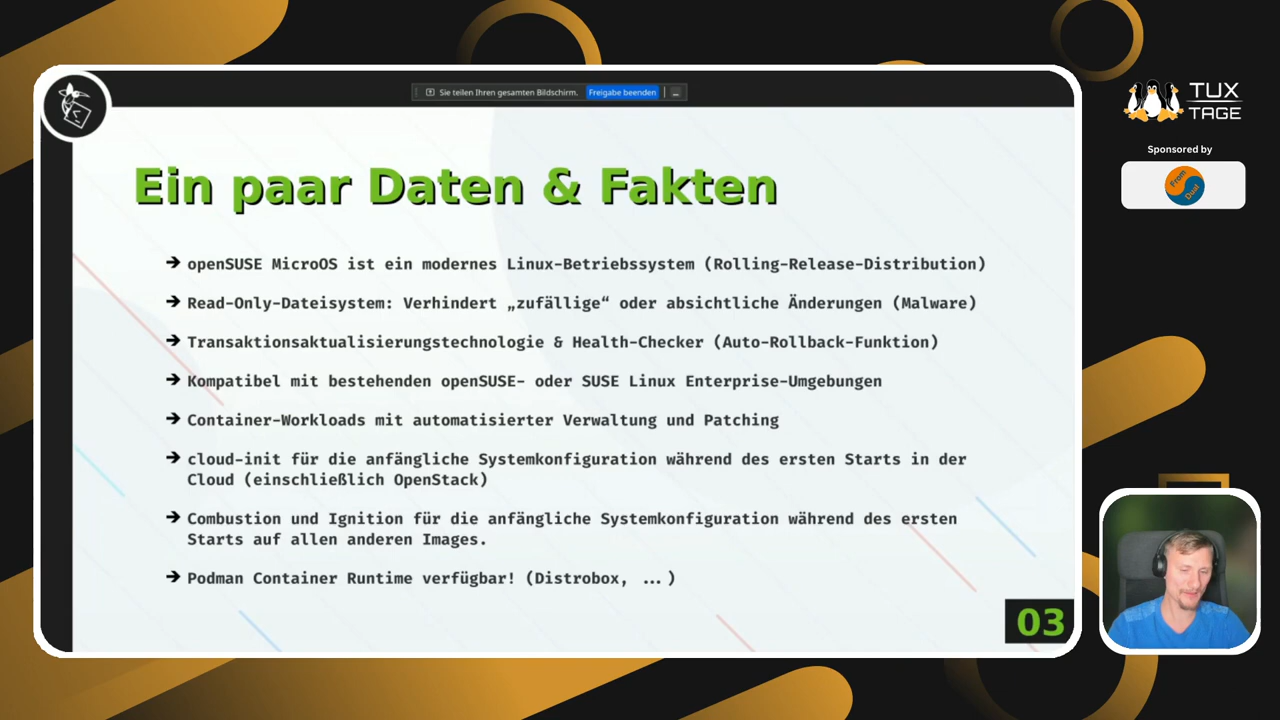 Sie teilen Ihren gesamten Bildschirm. Freigabe beenden
TUX
TAGE
Sponsored by
From
Dual
Ein paar Daten & Fakten
➔ openSUSE MicroOS ist ein modernes Linux-Betriebssystem (Rolling-Release-Distribution)
➔ Read-Only-Dateisystem: Verhindert „zufällige“ oder absichtliche Änderungen (Malware)
➔ Transaktionsaktualisierungstechnologie & Health-Checker (Auto-Rollback-Funktion)
➔ Kompatibel mit bestehenden openSUSE- oder SUSE Linux Enterprise-Umgebungen
➔ Container-Workloads mit automatisierter Verwaltung und Patching
➔ cloud-init für die anfängliche Systemkonfiguration während des ersten Starts in der
Cloud (einschließlich OpenStack)
➔ Combustion und Ignition für die anfängliche Systemkonfiguration während des ersten
Starts auf allen anderen Images.
➔ Podman Container Runtime verfügbar! (Distrobox, ...)
03